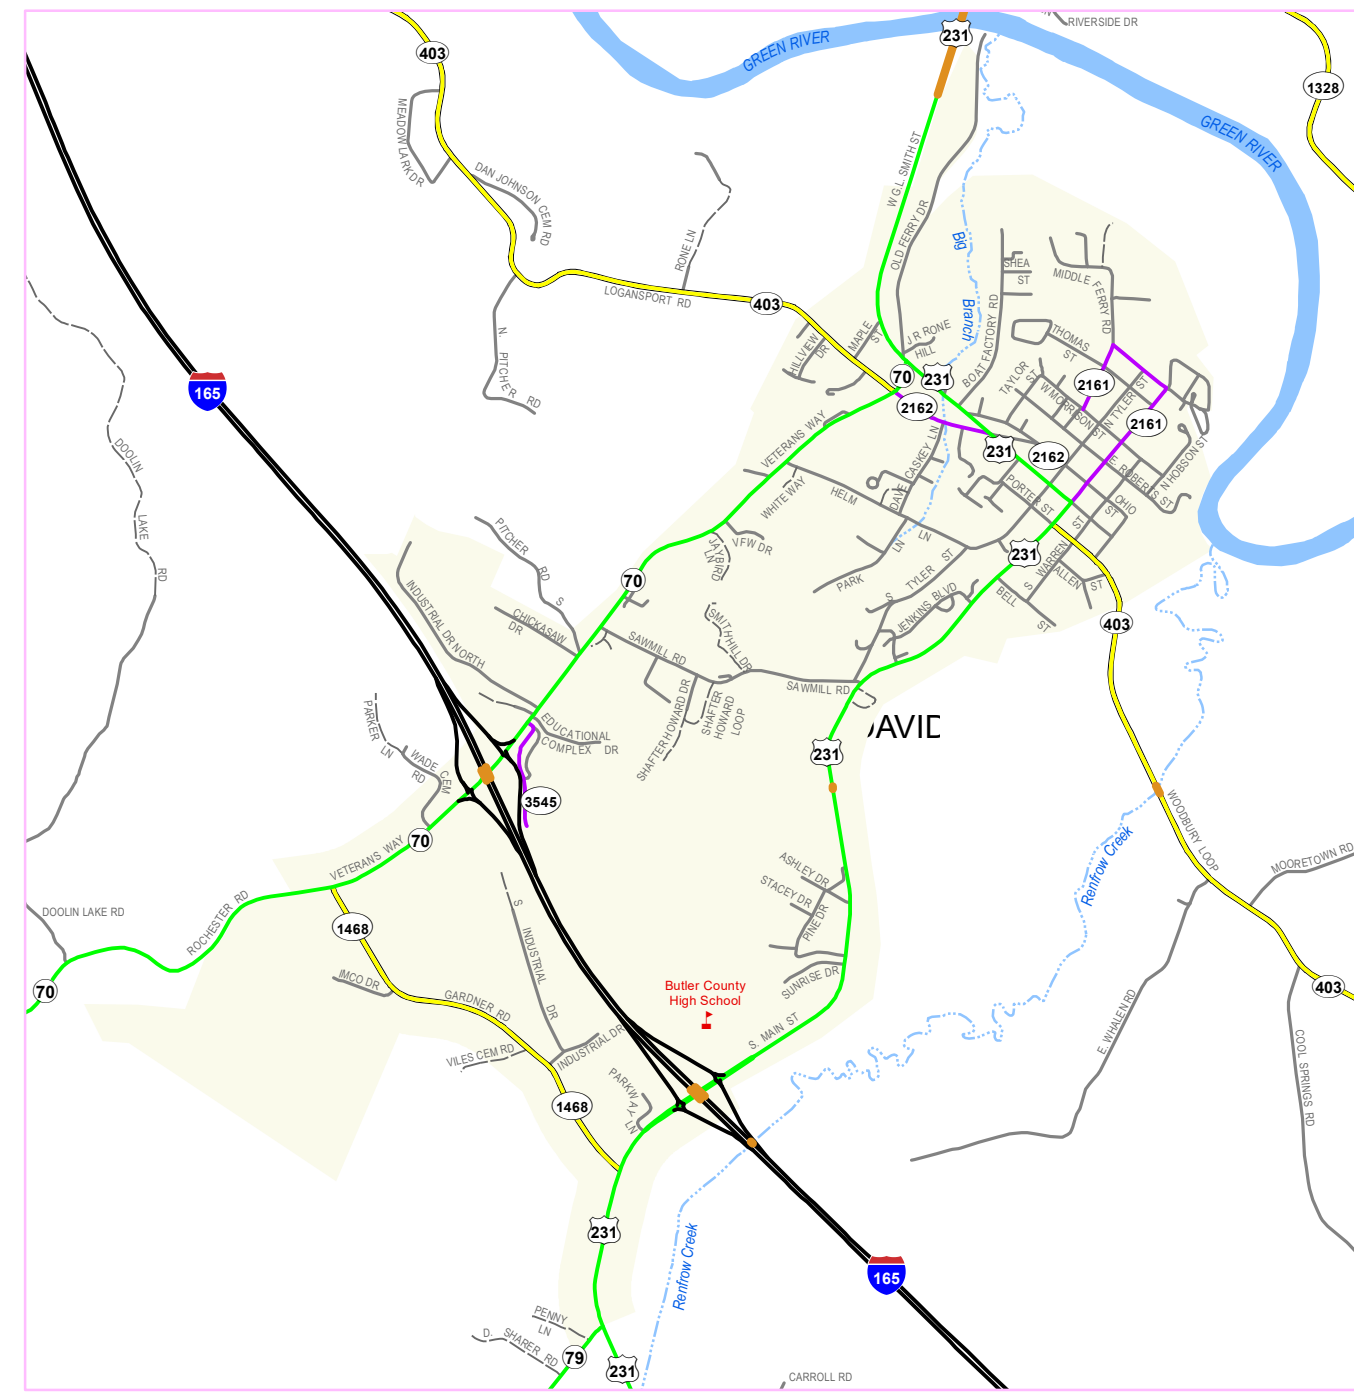 RIVERSIDE DR
231
GREEN RIVER
403
1328
MEADOW LARK DR
DAN JOHNSON CEM RD
GREEN RIVER
W G.L. SMITH ST
OLD FERRY DR
RONE LN
Big
Branch
SHEA
ST
MIDDLE FERRY RD
LOGANSPORT RD
403
N. PITCHER RD
HILLVIEW
DR
MAPLE
ST
J R RONE
HILL
BOAT FACTORY RD
THOMAS
ST
165
70
231
2161
TAYLOR
ST
W MORRISON ST
N TYLER ST
2162
2161
VETERANS WAY
231
2162
E. ROBERTS ST
N HOBSON ST
DAVE CASKEY LN
WHITE WAY
HELM LN
PORTER ST
OHIO
ST
DOOLIN LAKE RD
PITCHER RD S
JAYBIRD
LN
VFW DR
231
S WARREN ST
ALLEN ST
PARK LN
S TYLER ST
70
JENKINS BLVD
BELL ST
INDUSTRIAL DR NORTH
CHICKASAW
DR
SAWMILL RD
SMITH HILL DR
403
SAWMILL RD
PARKER LN
EDUCATIONAL
COMPLEX DR
SHAFTER HOWARD DR
SHAFTER
HOWARD
LOOP
231
WADE CEM
RD
3545
70
VETERANS WAY
WOODBURY LOOP
Renfrow Creek
MOORETOWN RD
ASHLEY DR
STACEY DR
PINE DR
DOOLIN LAKE RD
ROCHESTER RD
1468
S INDUSTRIAL DR
IMCO DR
GARDNER RD
SUNRISE DR
70
Butler County
High School
403
S. MAIN ST
E. WHALEN RD
COOL SPRINGS RD
VILES CEM RD
INDUSTRIAL DR
PARKWAY LN
1468
231
Renfrow Creek
165
PENNY
LN
D. SHARER RD
79
231
CARROLL RD